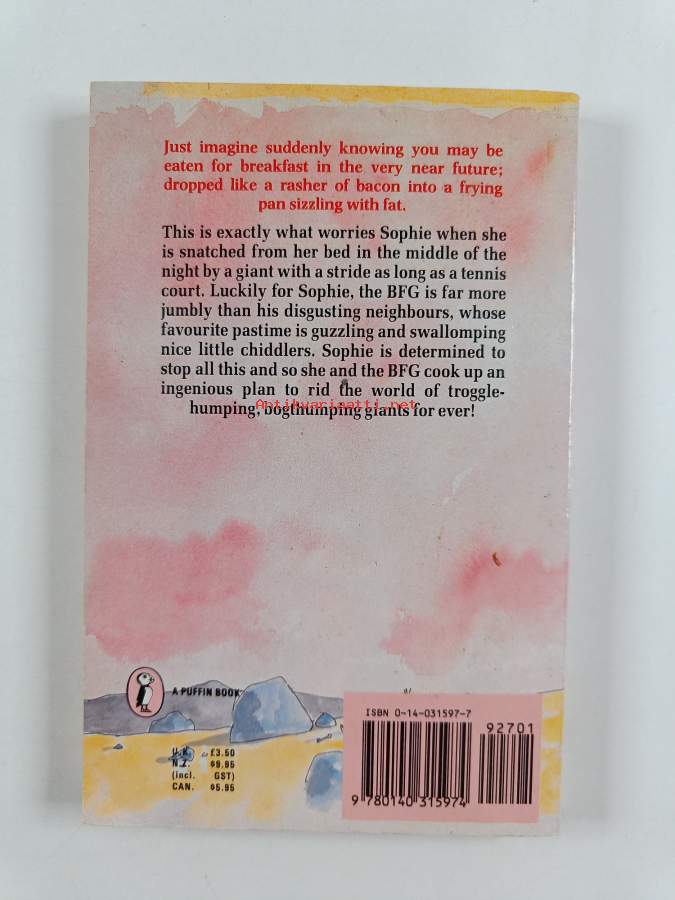 Just imagine suddenly knowing you may be
eaten for breakfast in the very near future;
dropped like a rasher of bacon into a frying
pan sizzling with fat.
This is exactly what worries Sophie when she
is snatched from her bed in the middle of the
night by a giant with a stride as long as a tennis
court. Luckily for Sophie, the BFG is far more
jumbly than his disgusting neighbours, whose
favourite pastime is guzzling and swallomping
nice little chiddlers. Sophie is determined to
stop all this and so she and the BFG cook up an
ingenious plan to rid the world of troggle-
humping, bogthumping giants for ever!
Antikvariaatti.net
A PUFFIN BOOK
U.K. £3.50
N.Z. $9.95
(incl. GST)
CAN. $5.95
ISBN 0-14-031597-7
92701
9 780140 315974